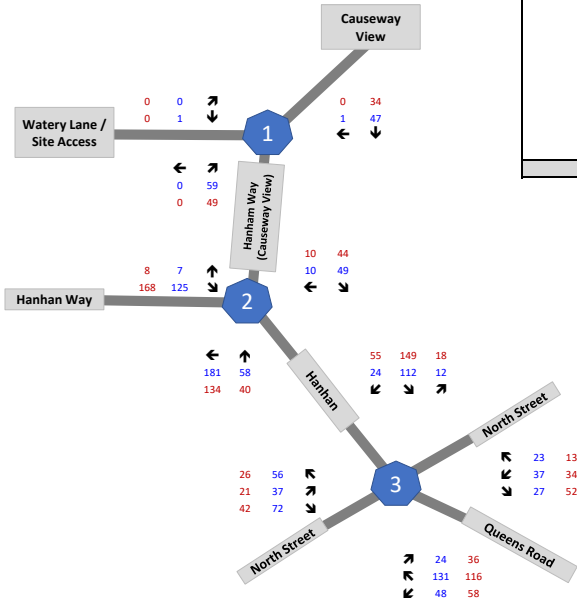 Causeway
View
0 0 ↗
0 1 ↓
0 34
1 47
← ↓
Watery Lane /
Site Access
1
← ↗
0 59
0 49
Hanham Way
(Causeway View)
10 44
10 49
← ↘
8 7 ↑
168 125 ↘
Hanhan Way
2
← ↑
181 58
134 40
Hanhan
55 149 18
24 112 12
↙ ↘ ↗
North Street
↖ 23 13
↙ 37 34
↘ 27 52
26 56 ↖
21 37 ↗
42 72 ↘
3
North Street
Queens Road
↗ 24 36
↖ 131 116
↙ 48 58